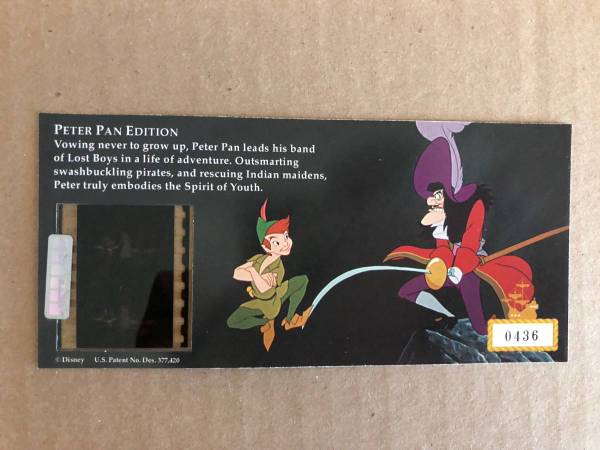 PETER PAN EDITION
Vowing never to grow up, Peter Pan leads his band
of Lost Boys in a life of adventure. Outsmarting
swashbuckling pirates, and rescuing Indian maidens,
Peter truly embodies the Spirit of Youth.
0436
© Disney U.S. Patent No. Des. 377,420